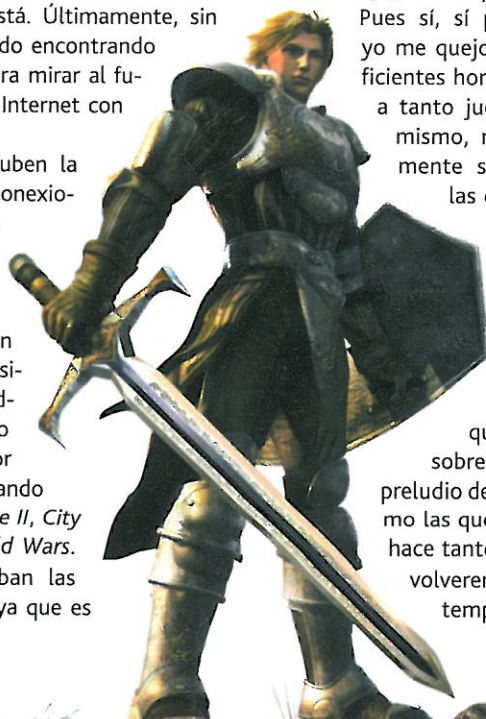 stá. Últimamente, sin
do encontrando
ra mirar al fu-
Internet con
uben la
onexio-
n
si-
d-
o
or
ando
e II, City
d Wars.
ban las
ya que es
Pues sí, sí
yo me quejo
ficientes hor
a tanto jue
mismo,
mente s
las
qu
sobre
preludio de
mo las que
hace tanto
volverem
temp